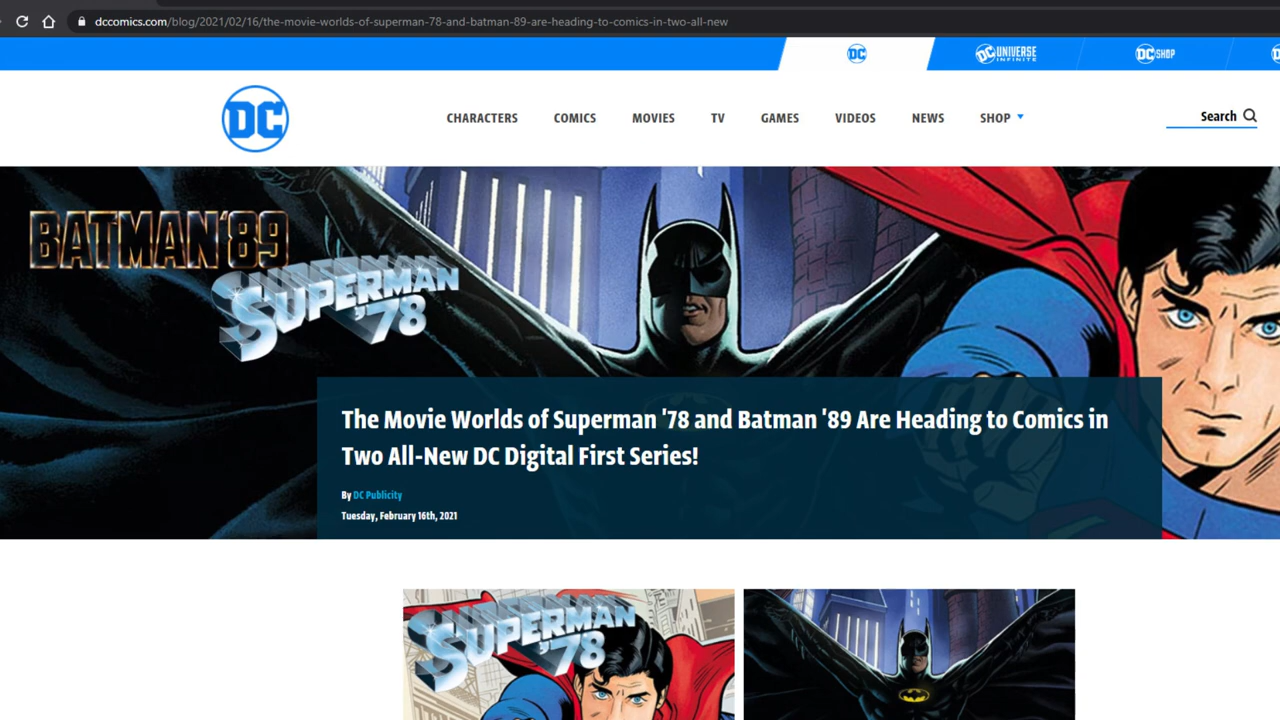 dccomics.com/blog/2021/02/16/the-movie-worlds-of-superman-78-and-batman-89-are-heading-to-comics-in-two-all-new
DC DC UNIVERSE INFINITE DC SHOP
DC CHARACTERS COMICS MOVIES TV GAMES VIDEOS NEWS SHOP Search
BATMAN '89
SUPERMAN '78
The Movie Worlds of Superman '78 and Batman '89 Are Heading to Comics in
Two All-New DC Digital First Series!
By DC Publicity
Tuesday, February 16th, 2021
SUPERMAN '78